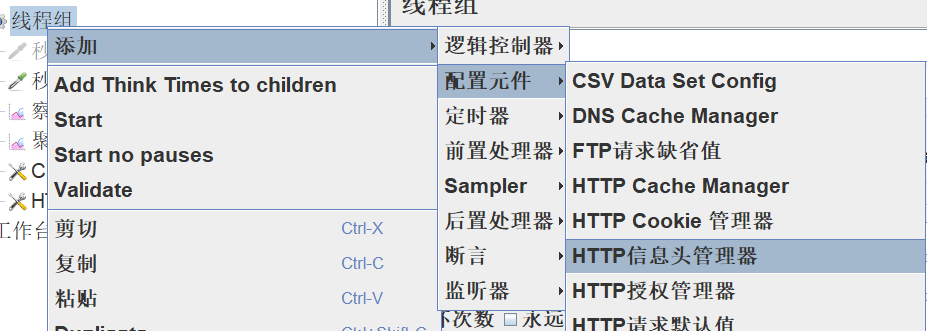 线程组
线程组
添加
Add Think Times to children
Start
Start no pauses
Validate
剪切 Ctrl-X
复制 Ctrl-C
粘贴 Ctrl-V
逻辑控制器
配置元件
定时器
前置处理器
Sampler
后置处理器
断言
监听器
CSV Data Set Config
DNS Cache Manager
FTP请求缺省值
HTTP Cache Manager
HTTP Cookie 管理器
HTTP信息头管理器
HTTP授权管理器
HTTP请求默认值
秒
秒
察
聚
C
工作台
次数 永远